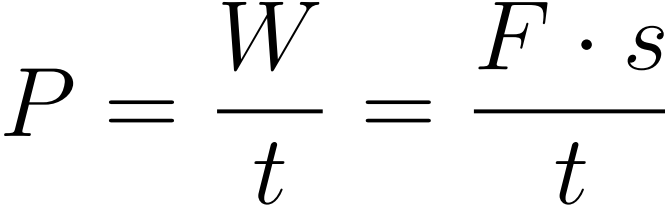 P = W/t = F · s/t